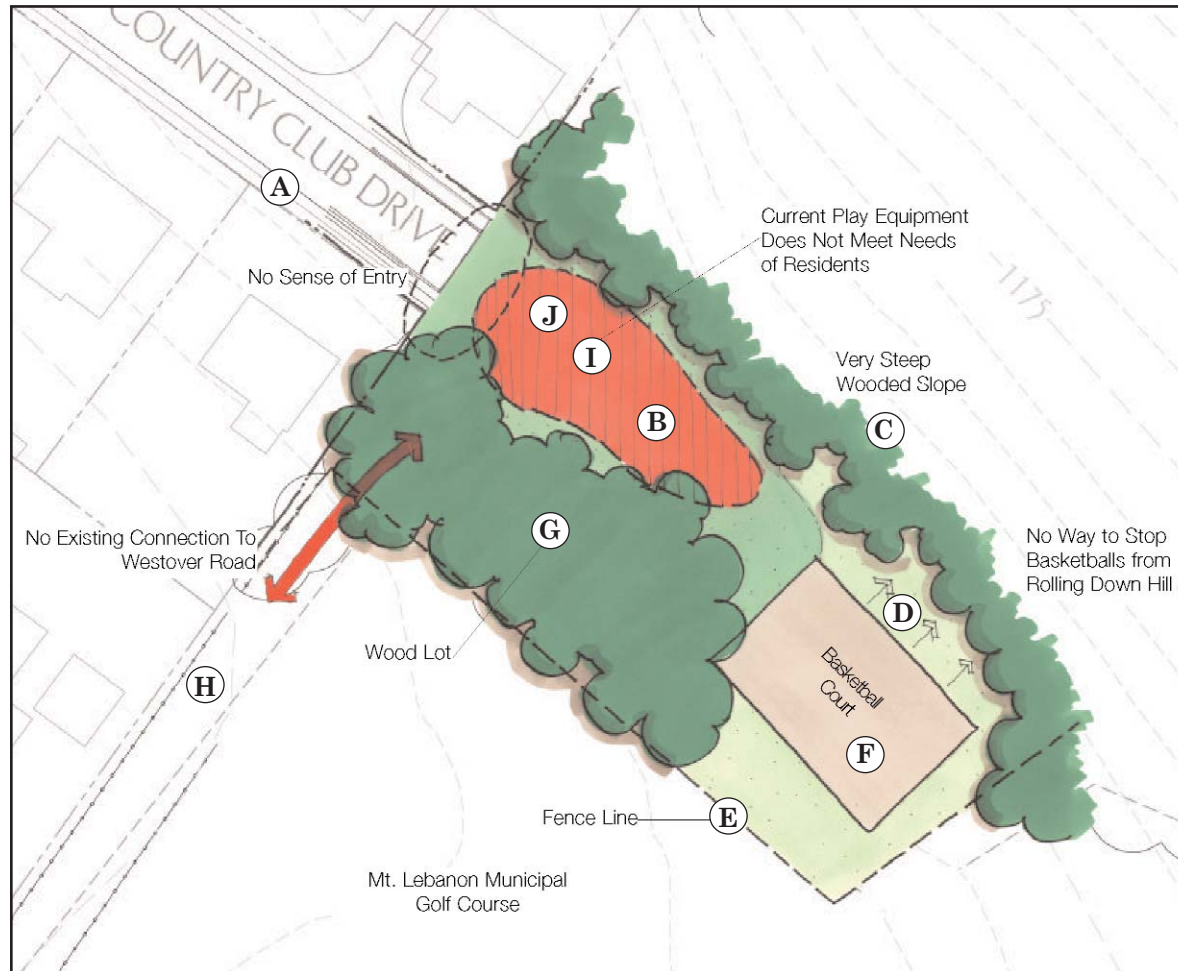 COUNTRY CLUB DRIVE
A
Current Play Equipment
Does Not Meet Needs
of Residents
No Sense of Entry
1175
J
I
B
Very Steep
Wooded Slope
C
G
No Existing Connection To
Westover Road
No Way to Stop
Basketballs from
Rolling Down Hill
D
Wood Lot
H
Basketball
Court
F
Fence Line
E
Mt. Lebanon Municipal
Golf Course